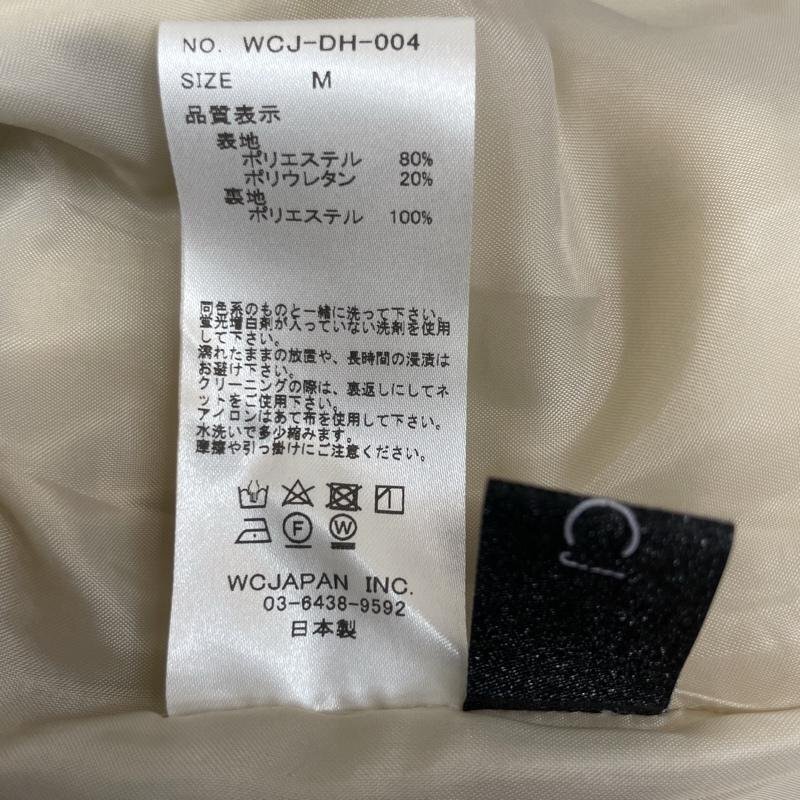 NO. WCJ-DH-004
SIZE M
品質表示
表地
ポリエステル 80%
ポリウレタン 20%
裏地
ポリエステル 100%
同色系のものと一緒に洗って下さい。
蛍光増白剤が入っていない洗剤を使用
して下さい。
濡れたままの放置や、長時間の浸漬は
お避け下さい。
クリーニングの際は、裏返しにしてネ
ットをご使用下さい。
アイロンはあて布を使用して下さい。
水洗いで多少縮みます。
摩擦や引っ掛けにご注意ください。
F W
WCJAPAN INC.
03-6438-9592
日本製